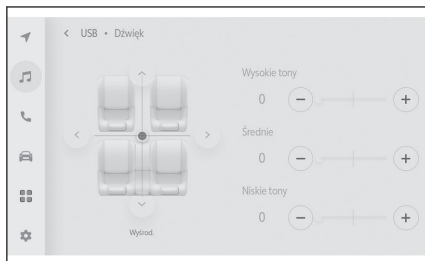 USB • Dźwięk
Wysokie tony
0
Średnie
0
Niskie tony
0
Wyśrod.